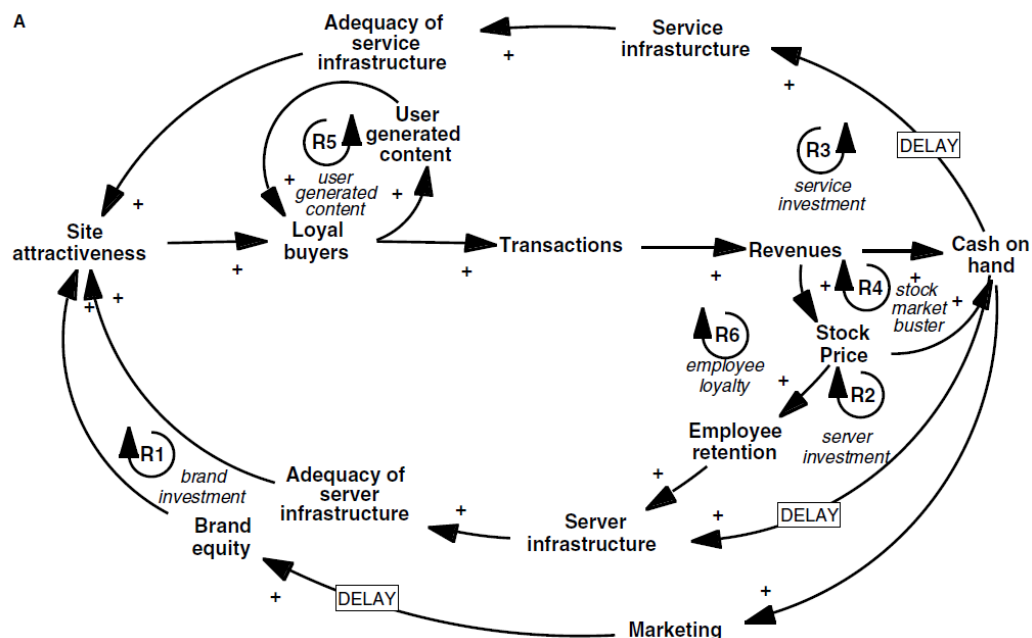 A
Adequacy of
service
infrastructure
+
Service
infrasturcture
+
User
generated
content
R5
user
generated
content
+
+
DELAY
R3
service
investment
+
Site
attractiveness
+
Loyal
buyers
+
Transactions
+
Revenues
+
Cash on
hand
+
+
R4
stock
market
buster
+
+
Stock
Price
R6
employee
loyalty
+
R2
server
investment
Employee
retention
+
R1
brand
investment
Adequacy of
server
infrastructure
+
Server
infrastructure
+
DELAY
Brand
equity
+
DELAY
+
Marketing